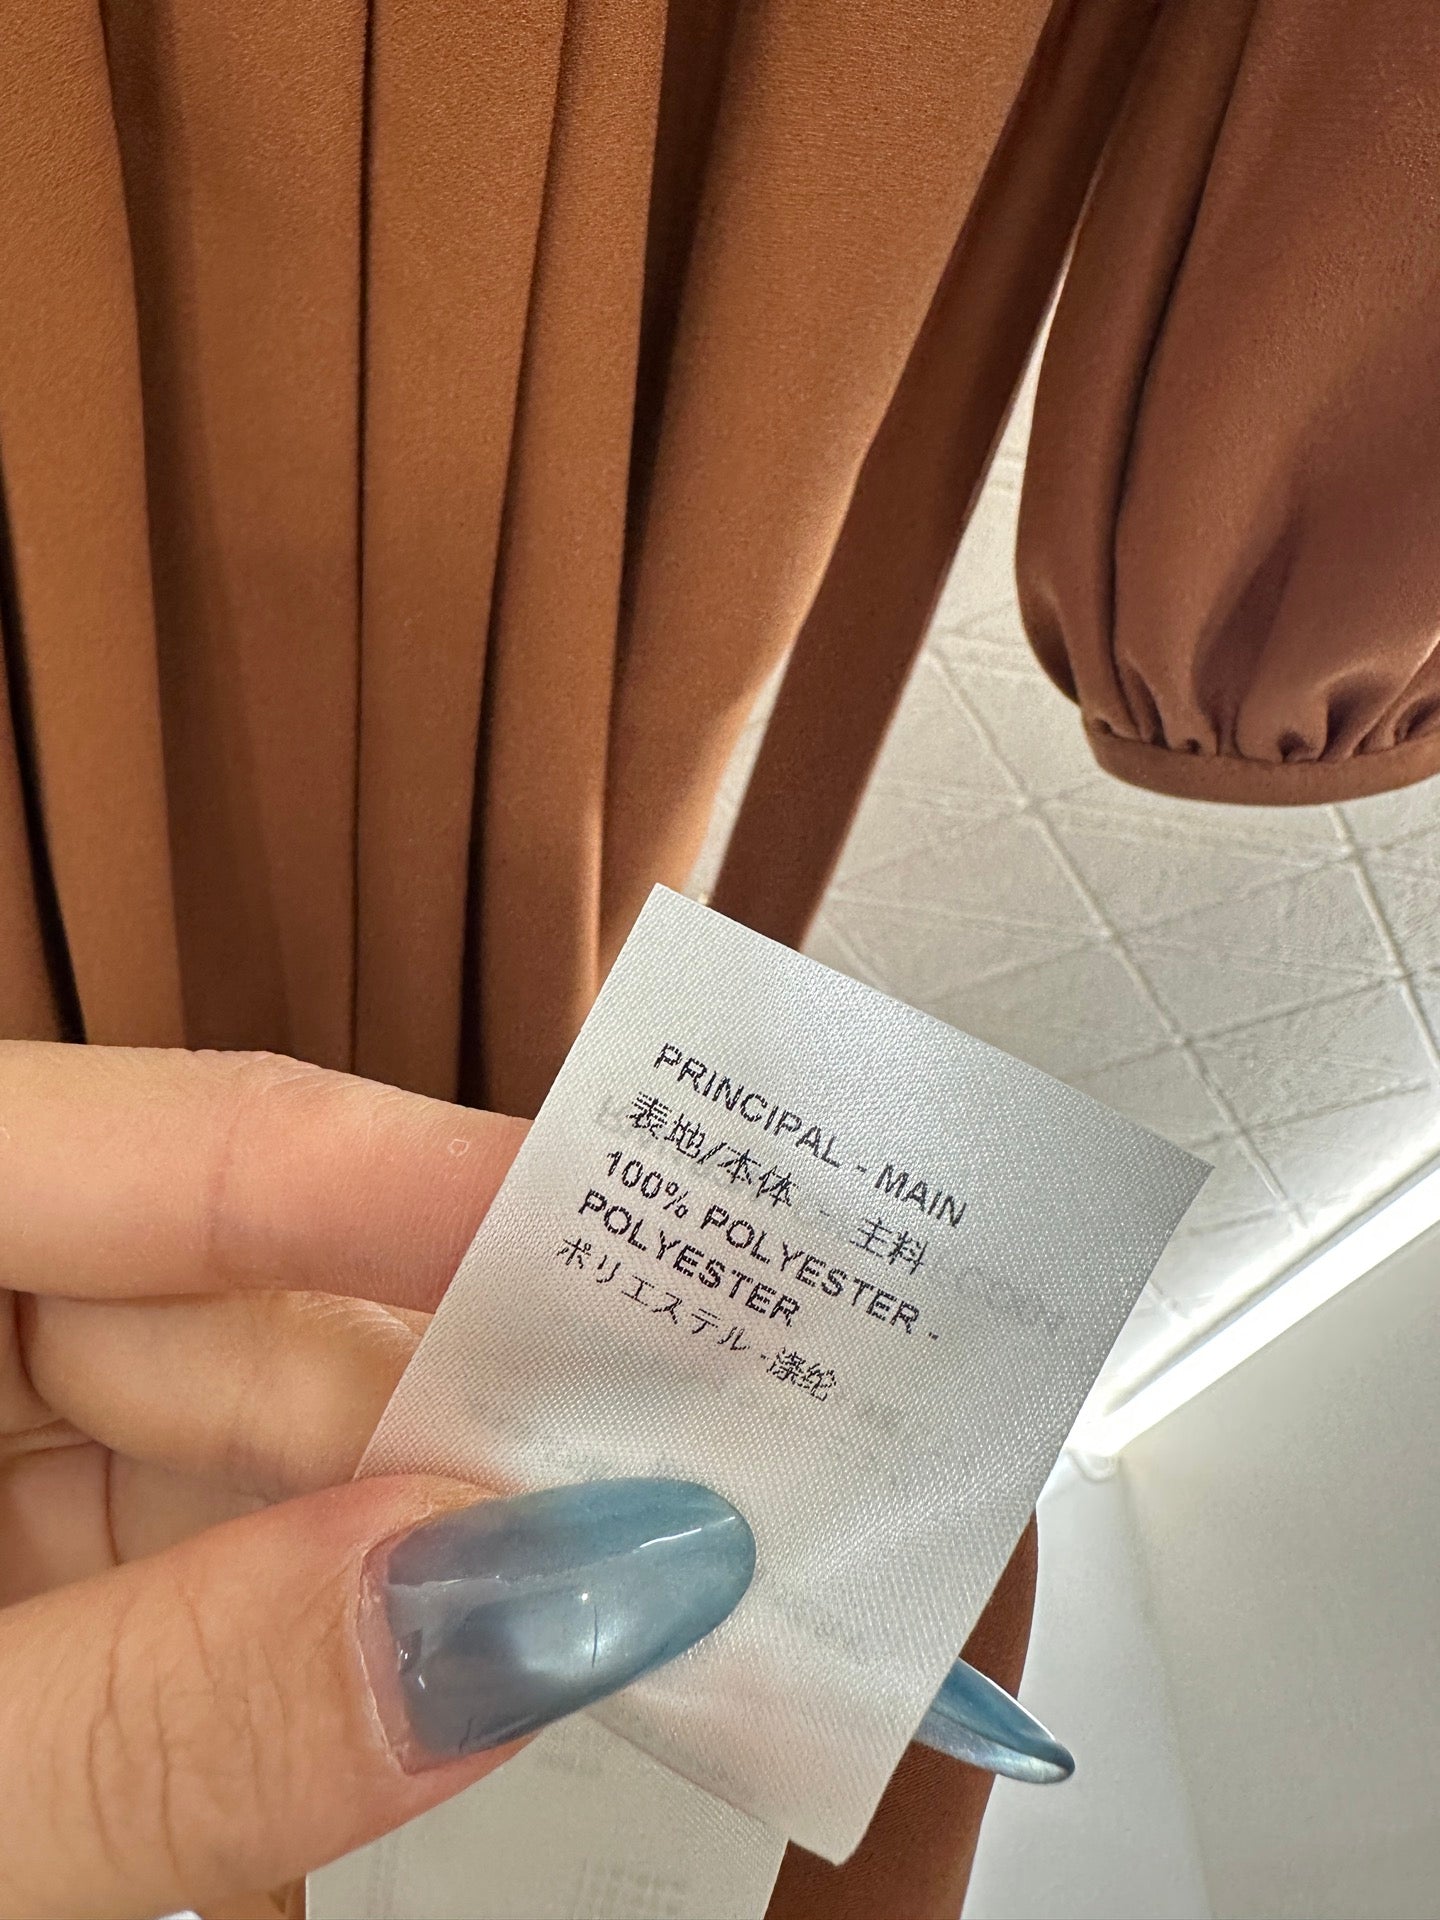 PRINCIPAL - MAIN
表地/本体 - 主料
100% POLYESTER -
POLYESTER
ポリエステル -涤纶